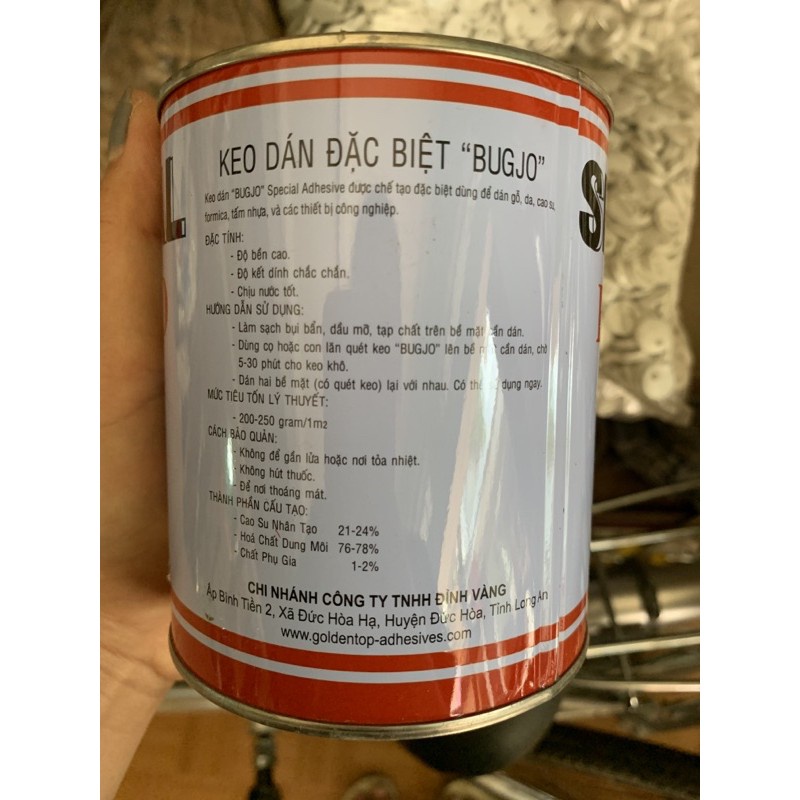 KEO DÁN ĐẶC BIỆT “BUGJO”
Keo dán "BUGJO" Special Adhesive được chế tạo đặc biệt dùng để dán gỗ, da, cao su,
formica, tấm nhựa, và các thiết bị công nghiệp.
ĐẶC TÍNH:
- Độ bền cao.
- Độ kết dính chắc chắn.
- Chịu nước tốt.
HƯỚNG DẪN SỬ DỤNG:
- Làm sạch bụi bẩn, dầu mỡ, tạp chất trên bề mặt cần dán.
- Dùng cọ hoặc con lăn quét keo "BUGJO" lên bề cần dán, chờ
5-30 phút cho keo khô.
- Dán hai bề mặt (có quét keo) lại với nhau. Có dụng ngay.
MỨC TIÊU TỐN LÝ THUYẾT:
- 200-250 gram/1m2
CÁCH BẢO QUẢN:
- Không để gần lửa hoặc nơi tỏa nhiệt.
- Không hút thuốc.
- Để nơi thoáng mát.
THÀNH PHẦN CẤU TẠO:
- Cao Su Nhân Tạo 21-24%
- Hoá Chất Dung Môi 76-78%
- Chất Phụ Gia 1-2%
CHI NHÁNH CÔNG TY TNHH ĐỈNH VÀNG
Ấp Bình Tiền 2, Xã Đức Hòa Hạ, Huyện Đức Hòa, Tỉnh Long An
www.goldentop-adhesives.com